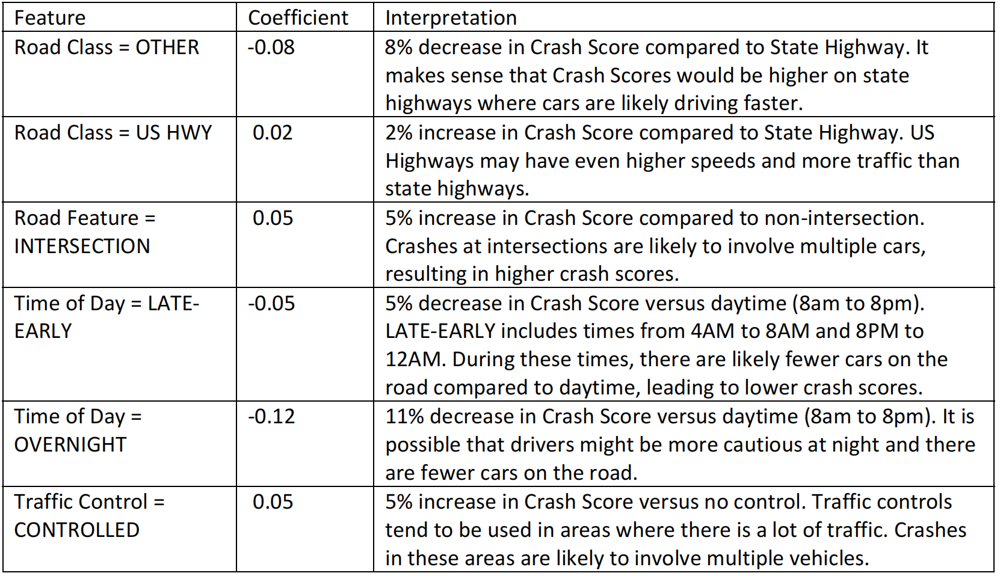 Feature Coefficient Interpretation
Road Class = OTHER -0.08 8% decrease in Crash Score compared to State Highway. It
makes sense that Crash Scores would be higher on state
highways where cars are likely driving faster.
Road Class = US HWY 0.02 2% increase in Crash Score compared to State Highway. US
Highways may have even higher speeds and more traffic than
state highways.
Road Feature = 0.05 5% increase in Crash Score compared to non-intersection.
INTERSECTION Crashes at intersections are likely to involve multiple cars,
resulting in higher crash scores.
Time of Day = LATE- -0.05 5% decrease in Crash Score versus daytime (8am to 8pm).
EARLY LATE-EARLY includes times from 4AM to 8AM and 8PM to
12AM. During these times, there are likely fewer cars on the
road compared to daytime, leading to lower crash scores.
Time of Day = -0.12 11% decrease in Crash Score versus daytime (8am to 8pm). It is
OVERNIGHT possible that drivers might be more cautious at night and there
are fewer cars on the road.
Traffic Control = 0.05 5% increase in Crash Score versus no control. Traffic controls
CONTROLLED tend to be used in areas where there is a lot of traffic. Crashes
in these areas are likely to involve multiple vehicles.